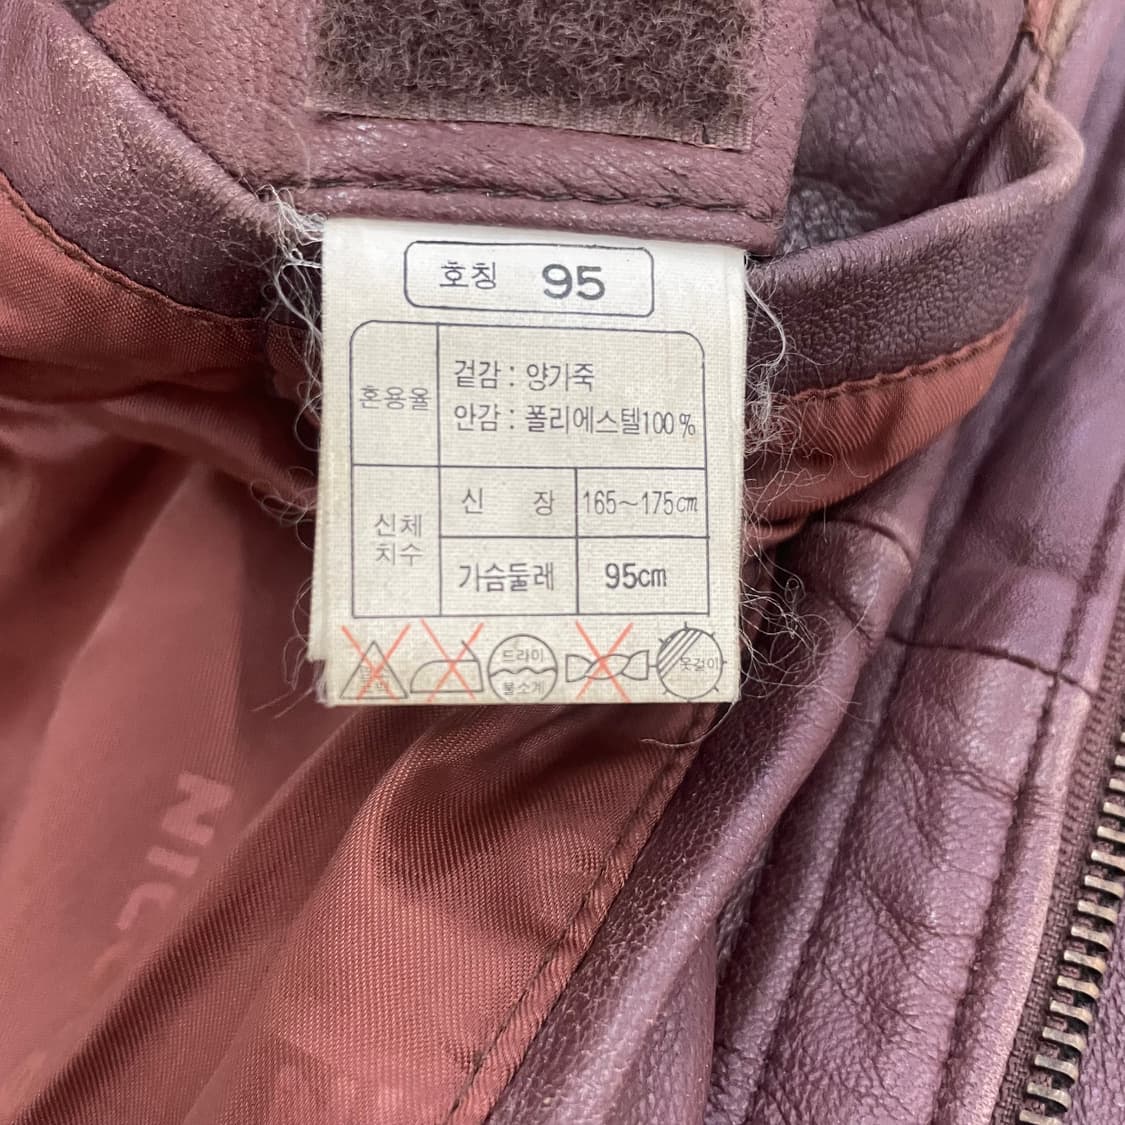 호칭 95
혼용율
겉감 : 양가죽
안감 : 폴리에스텔100%
신체
치수
신 장 165~175cm
가슴둘레 95cm
드라이
불소계
옷걸이
NIC